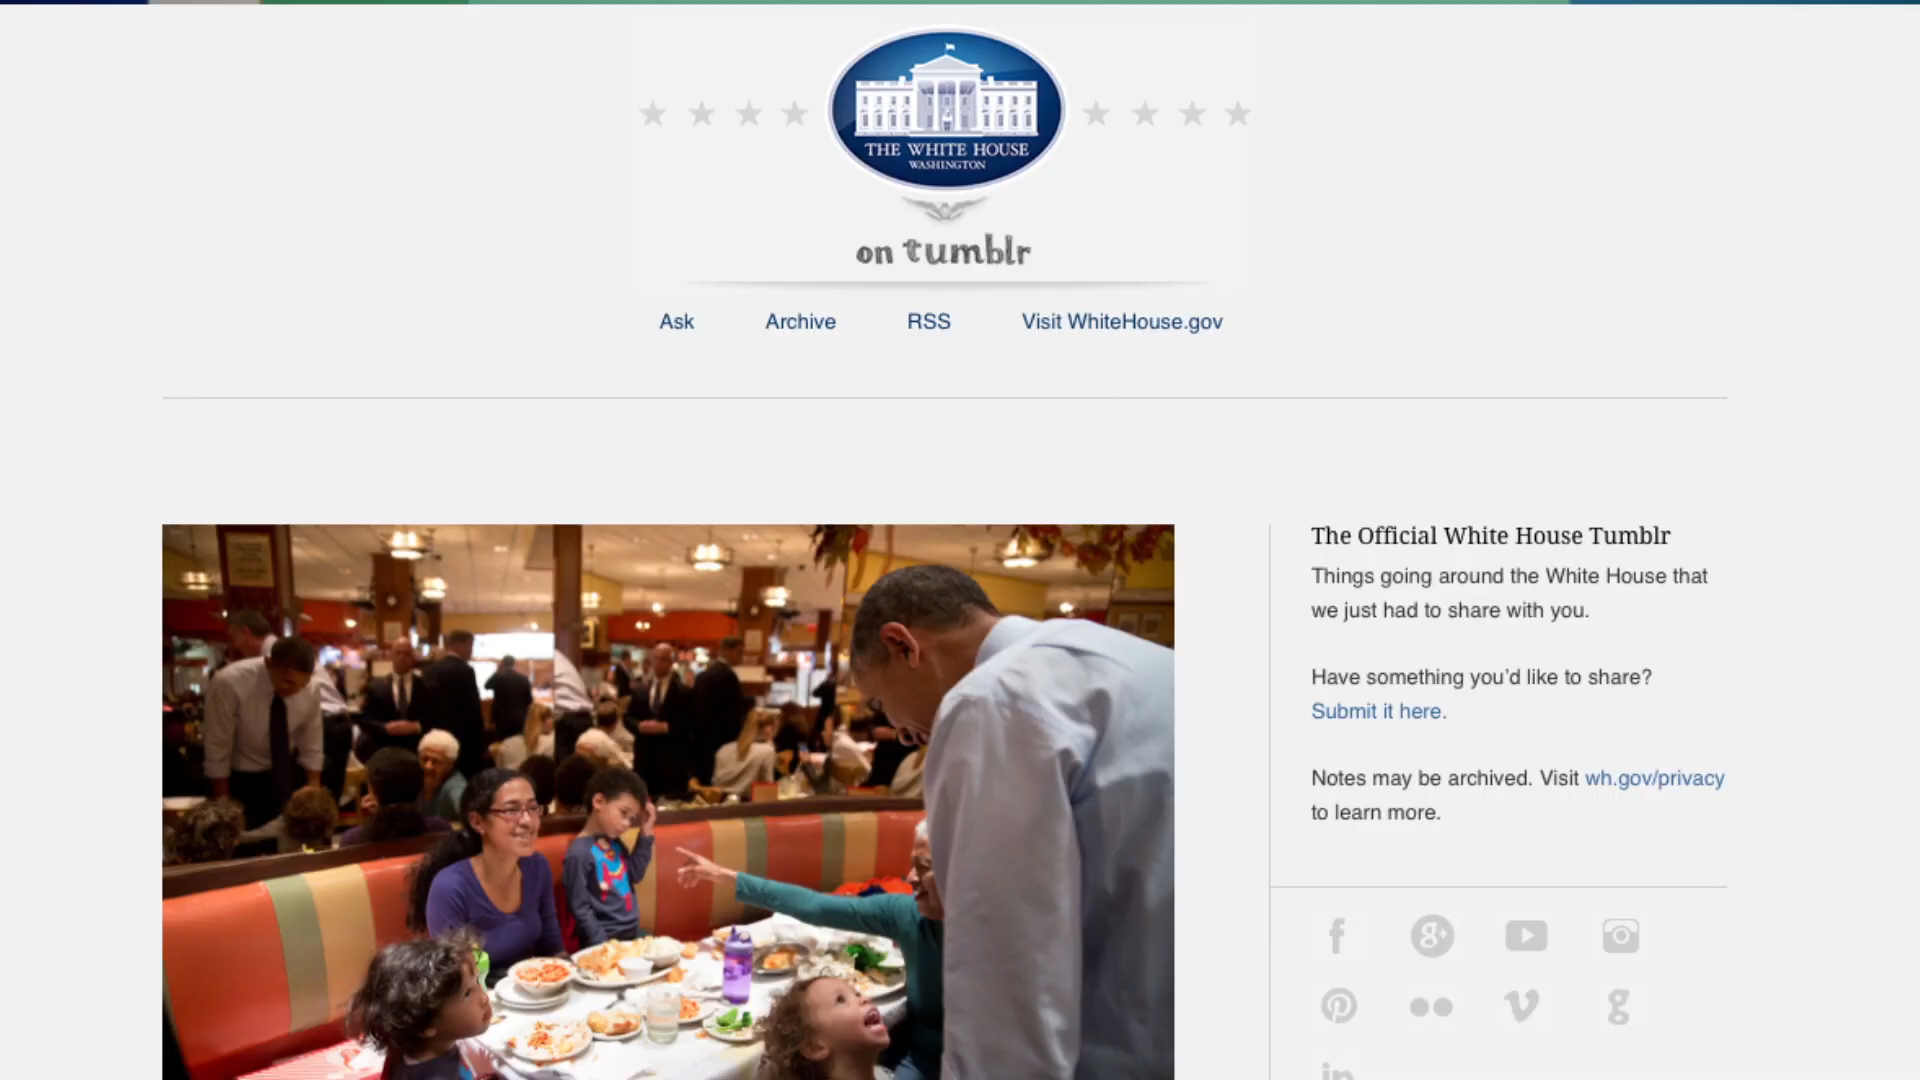 THE WHITE HOUSE
WASHINGTON
on tumblr
Ask Archive RSS Visit WhiteHouse.gov
The Official White House Tumblr
Things going around the White House that
we just had to share with you.
Have something you'd like to share?
Submit it here.
Notes may be archived. Visit wh.gov/privacy
to learn more.